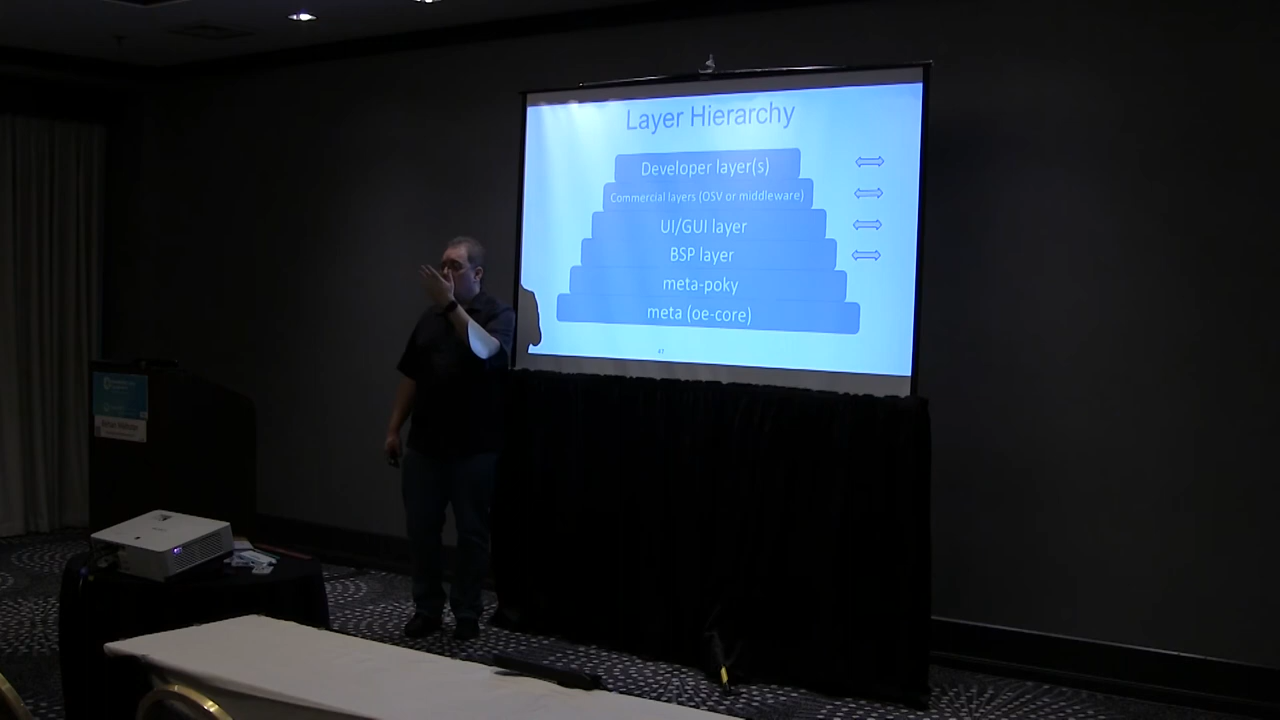 Layer Hierarchy
Developer layer(s)
Commercial layers (OSV or middleware)
UI/GUI layer
BSP layer
meta-poky
meta (oe-core)